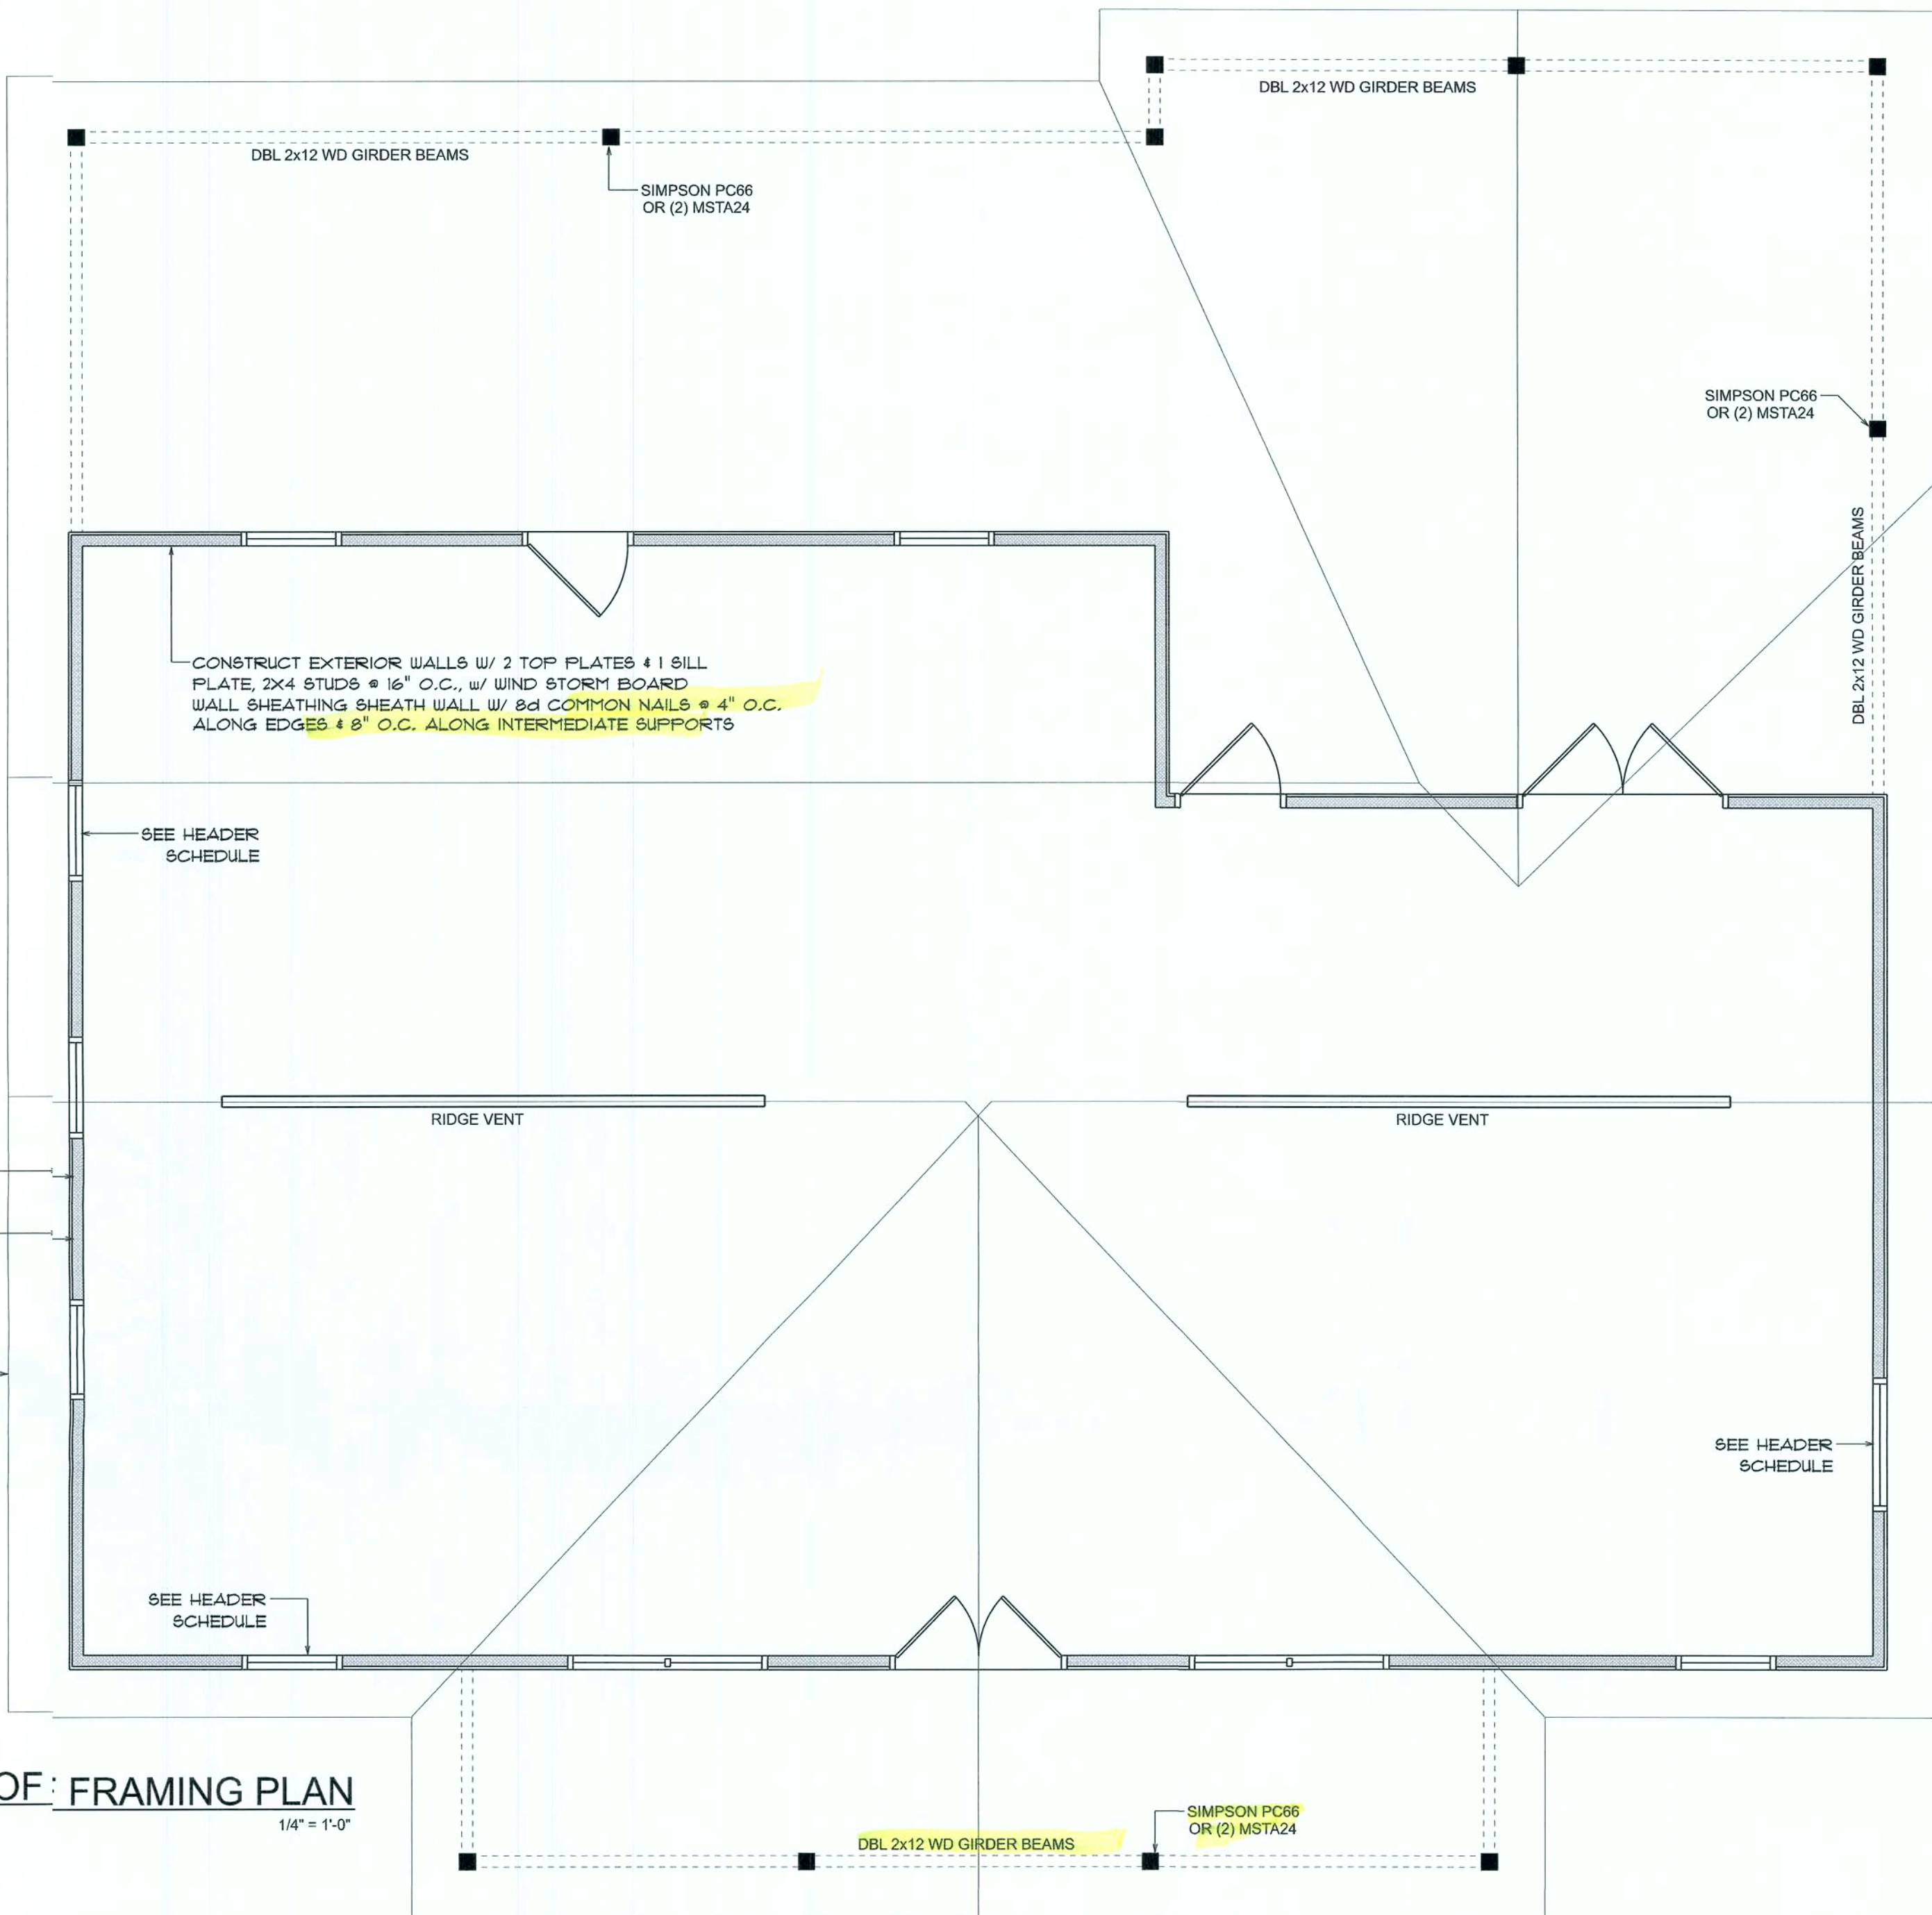 DBL 2x12 WD GIRDER BEAMS
DBL 2x12 WD GIRDER BEAMS
SIMPSON PC66
OR (2) MSTA24
SIMPSON PC66
OR (2) MSTA24
DBL 2x12 WD GIRDER BEAMS
CONSTRUCT EXTERIOR WALLS W/ 2 TOP PLATES & 1 SILL
PLATE, 2X4 STUDS @ 16" O.C., w/ WIND STORM BOARD
WALL SHEATHING SHEATH WALL W/ 8d COMMON NAILS @ 4" O.C.
ALONG EDGES & 8" O.C. ALONG INTERMEDIATE SUPPORTS
SEE HEADER
SCHEDULE
RIDGE VENT
RIDGE VENT
SEE HEADER
SCHEDULE
SEE HEADER
SCHEDULE
OF FRAMING PLAN
1/4" = 1'-0"
SIMPSON PC66
OR (2) MSTA24
DBL 2x12 WD GIRDER BEAMS